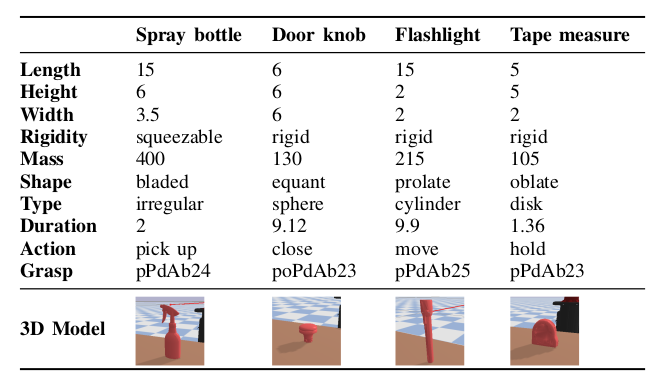 Spray bottle Door knob Flashlight Tape measure
Length 15 6 15 5
Height 6 6 2 5
Width 3.5 6 2 2
Rigidity squeezable rigid rigid rigid
Mass 400 130 215 105
Shape bladed equant prolate oblate
Type irregular sphere cylinder disk
Duration 2 9.12 9.9 1.36
Action pick up close move hold
Grasp pPdAb24 poPdAb23 pPdAb25 pPdAb23
3D Model